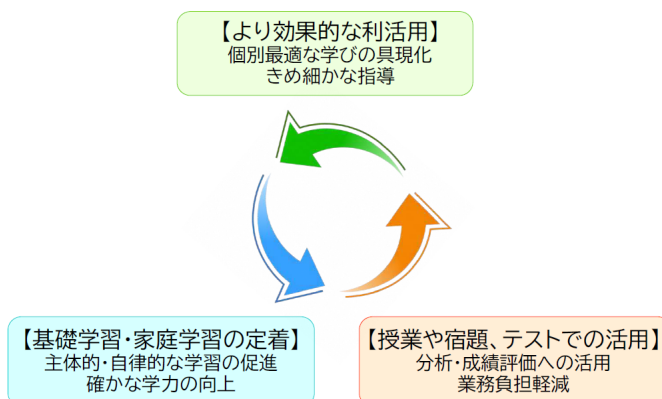 【より効果的な利活用】
個別最適な学びの具現化
きめ細かな指導
【基礎学習・家庭学習の定着】
主体的・自律的な学習の促進
確かな学力の向上
【授業や宿題、テストでの活用】
分析・成績評価への活用
業務負担軽減